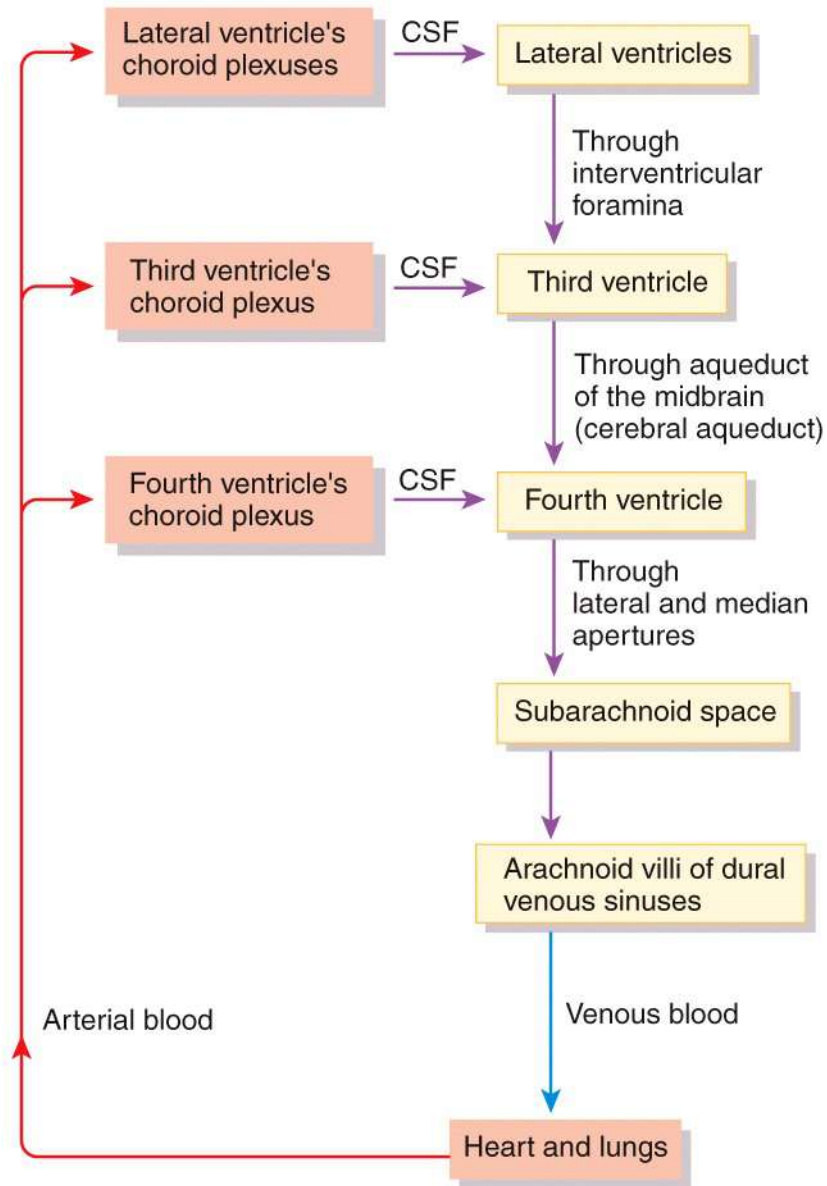 Lateral ventricle's
choroid plexuses
CSF
Lateral ventricles
Through
interventricular
foramina
Third ventricle's
choroid plexus
CSF
Third ventricle
Through aqueduct
of the midbrain
(cerebral aqueduct)
Fourth ventricle's
choroid plexus
CSF
Fourth ventricle
Through
lateral and median
apertures
Subarachnoid space
Arachnoid villi of dural
venous sinuses
Arterial blood
Venous blood
Heart and lungs